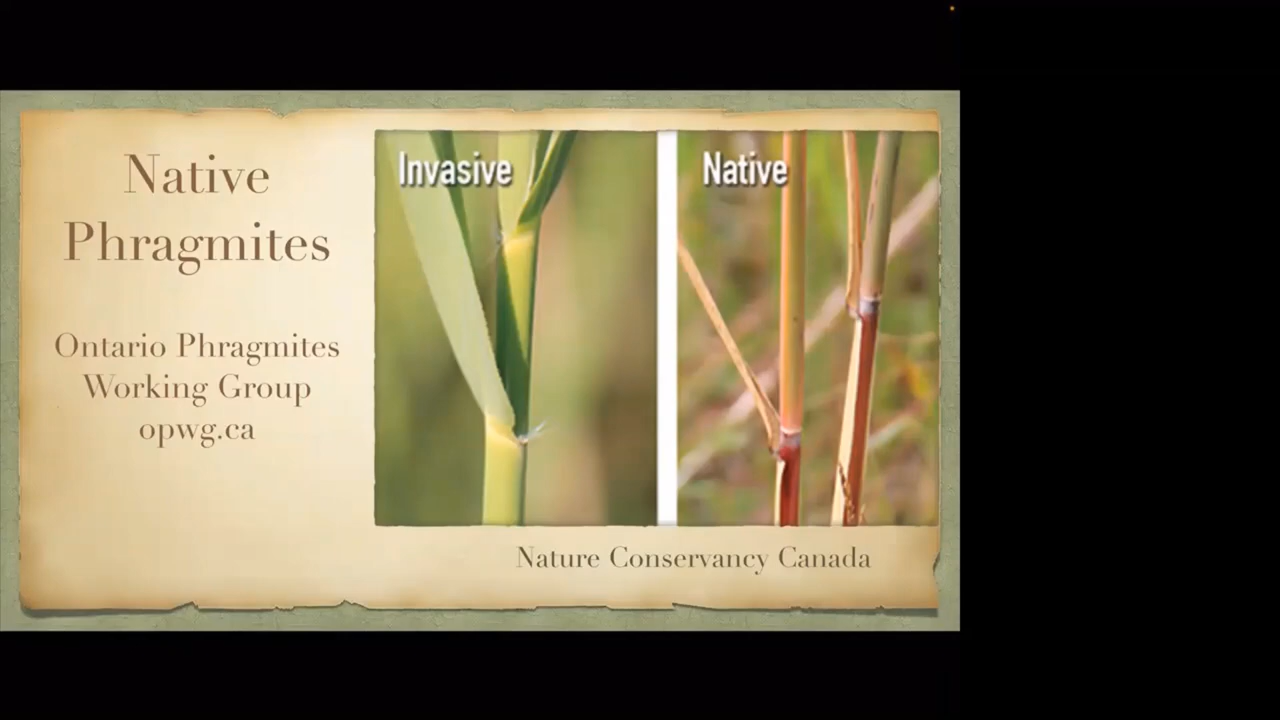 Native
Phragmites
Ontario Phragmites
Working Group
opwg.ca
Invasive
Native
Nature Conservancy Canada